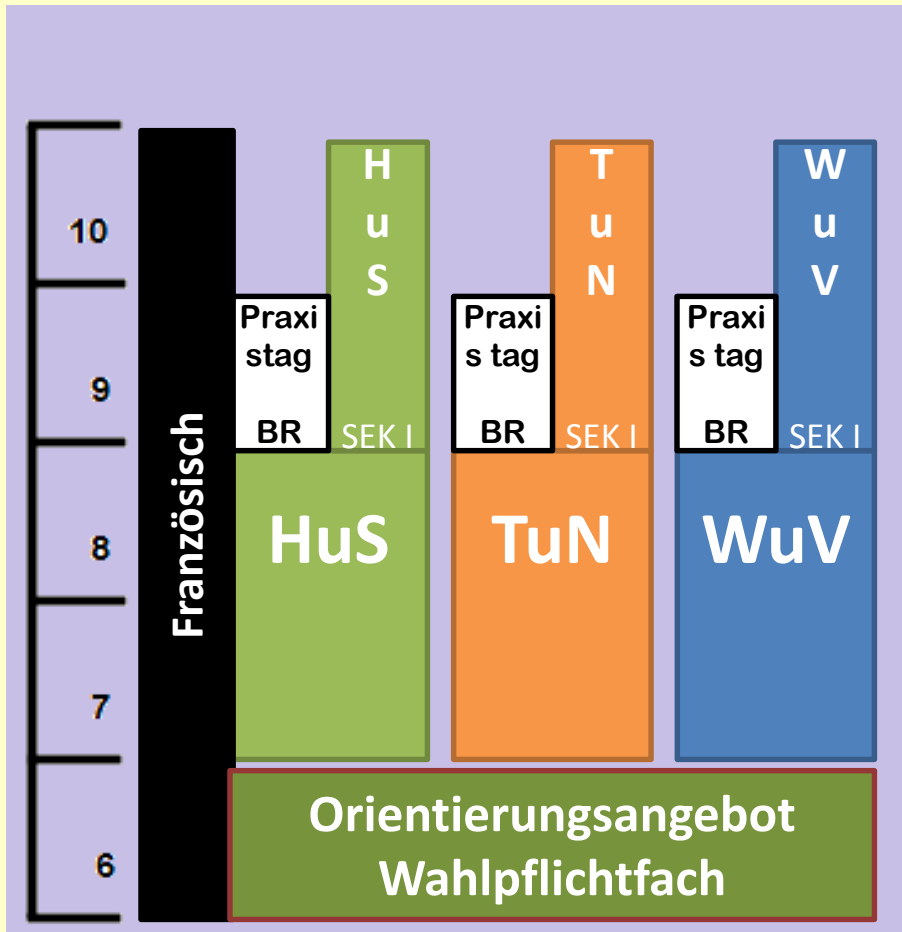 10
9
8
7
6
Französisch
H
u
S
T
u
N
W
u
V
Praxi
stag
BR
SEK I
Praxi
s tag
BR
SEK I
Praxi
s tag
BR
SEK I
HuS
TuN
WuV
Orientierungsangebot
Wahlpflichtfach